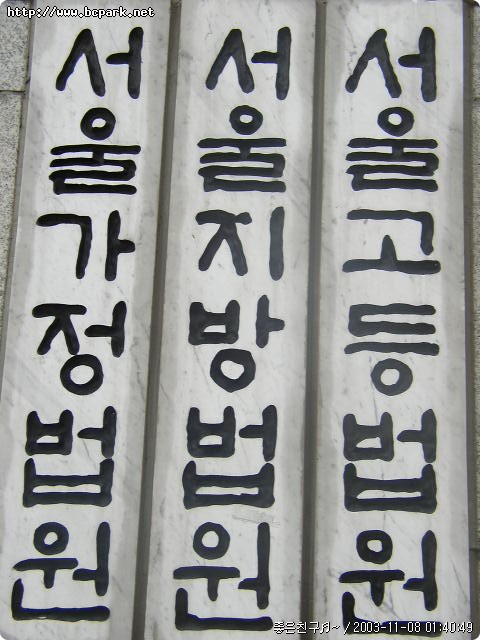 http://www.bcpark.net
서울가정법원
서울지방법원
서울고등법원
좋은친구♬~ / 2003-11-08 01:40:49